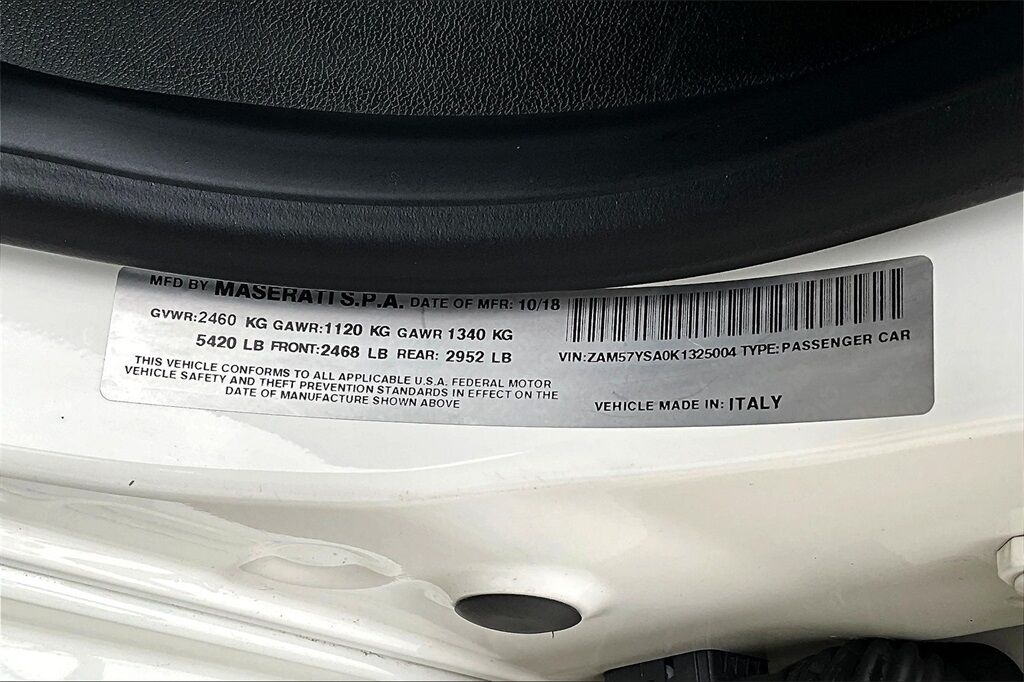 MFD BY MASERATI S.P.A. DATE OF MFR: 10/18
GVWR:2460 KG GAWR:1120 KG GAWR 1340 KG
5420 LB FRONT:2468 LB REAR: 2952 LB
THIS VEHICLE CONFORMS TO ALL APPLICABLE U.S.A. FEDERAL MOTOR
VEHICLE SAFETY AND THEFT PREVENTION STANDARDS IN EFFECT ON THE
DATE OF MANUFACTURE SHOWN ABOVE
VIN:ZAM57YSA0K1325004 TYPE:PASSENGER CAR
VEHICLE MADE IN: ITALY